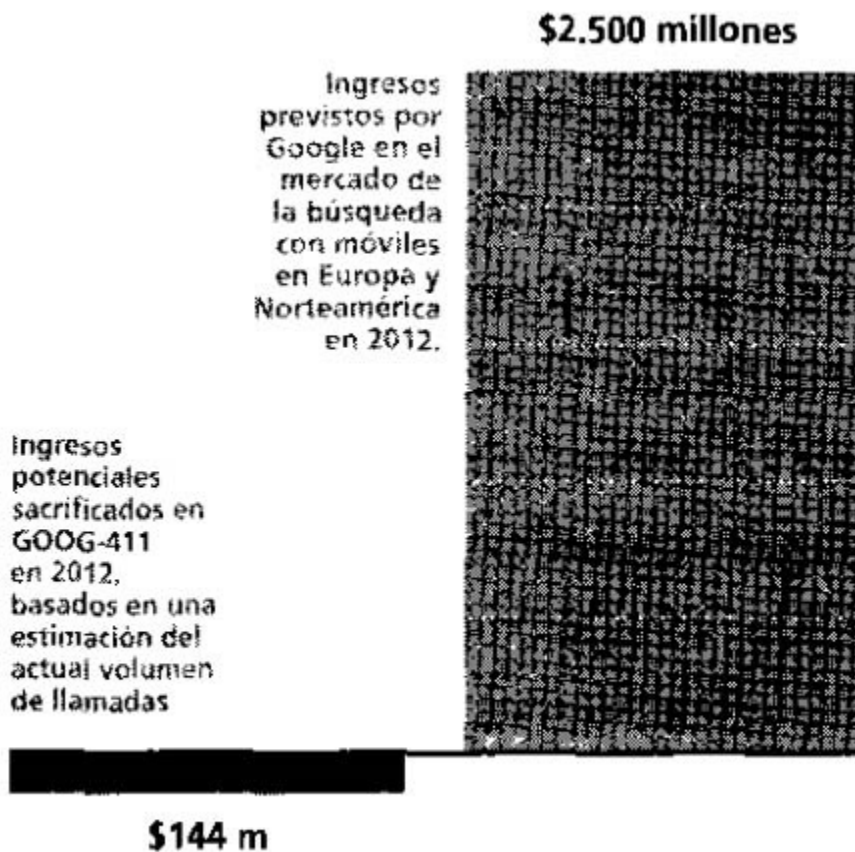 $2.500 millones
Ingresos
previstos por
Google en el
mercado de
la búsqueda
con móviles
en Europa y
Norteamérica
en 2012.
Ingresos
potenciales
sacrificados en
GOOG-411
en 2012,
basados en una
estimación del
actual volumen
de llamadas
$144 m